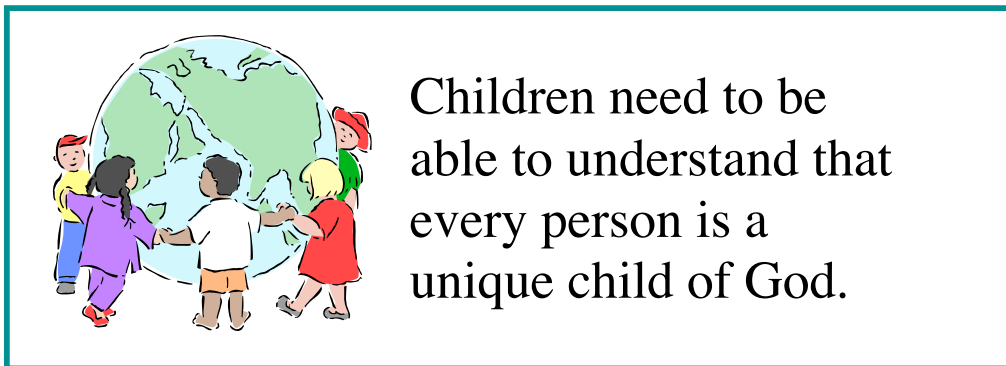 Children need to be
able to understand that
every person is a
unique child of God.